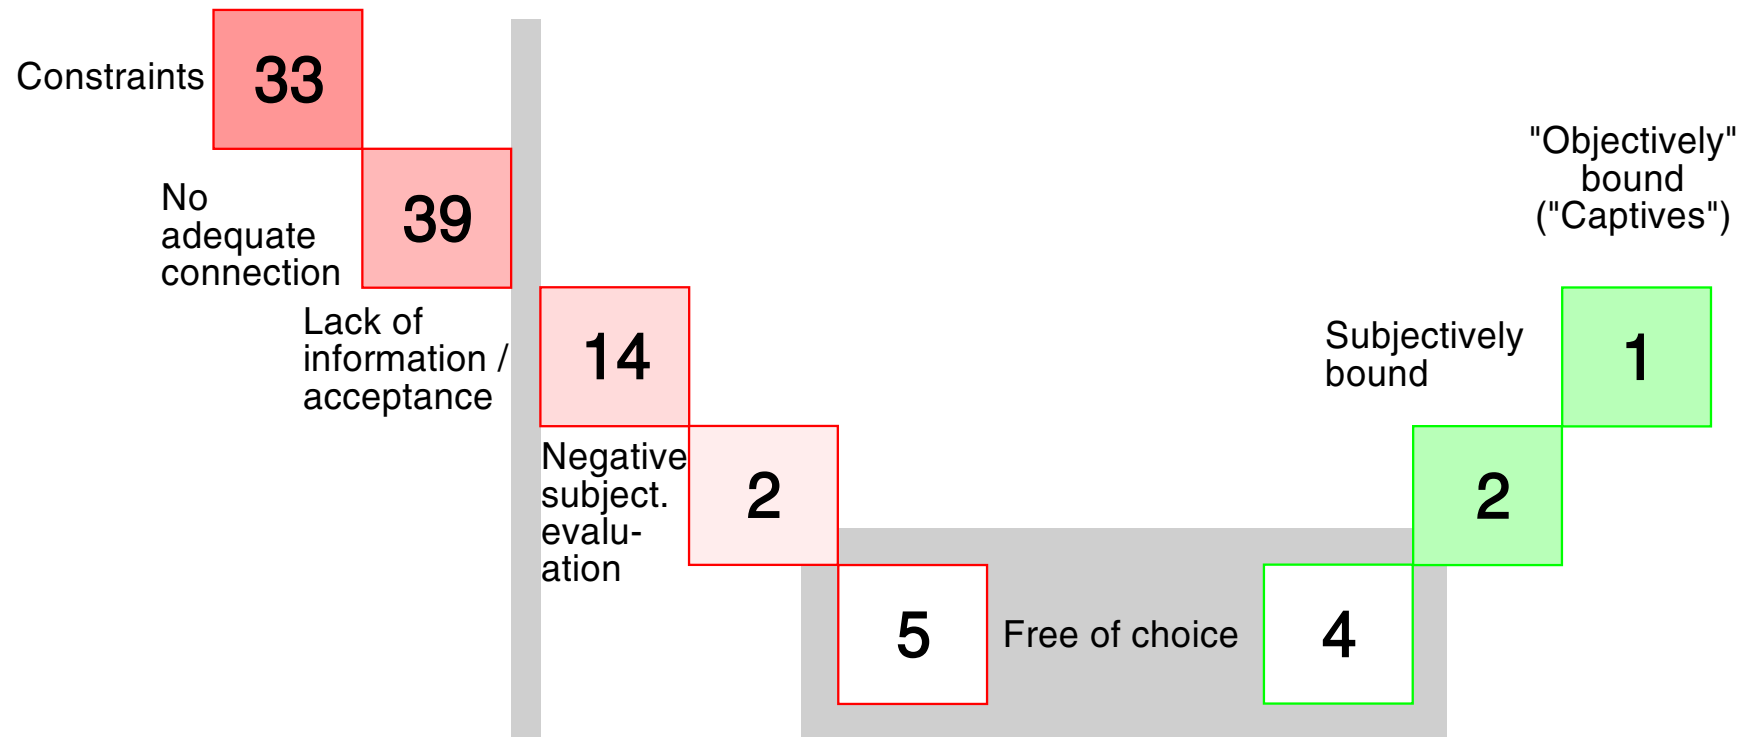 Constraints
33
No
adequate
connection
39
Lack of
information /
acceptance
14
Negative
subject.
evalu-
ation
2
5
Free of choice
4
Subjectively
bound
2
"Objectively"
bound
("Captives")
1